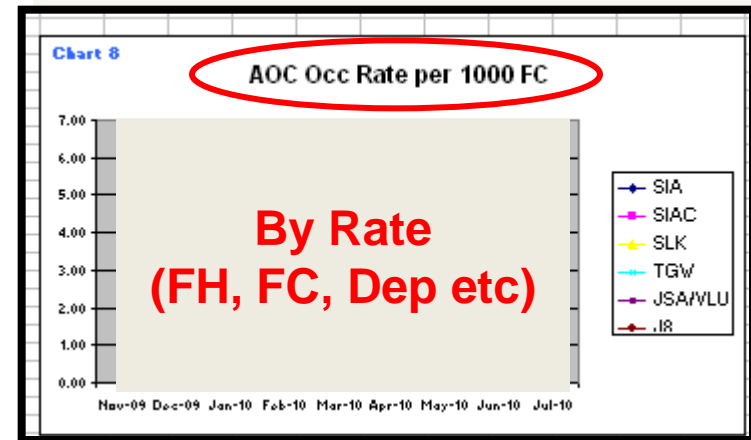 Chart 8
AOC Occ Rate per 1000 FC
7.00
6.00
5.00
4.00
3.00
2.00
1.00
0.00
By Rate
(FH, FC, Dep etc)
Nov-09 Dec-09 Jan-10 Feb-10 Mar-10 Apr-10 May-10 Jun-10 Jul-10
SIA
SIAC
SLK
TGW
JSA/VLU
J8